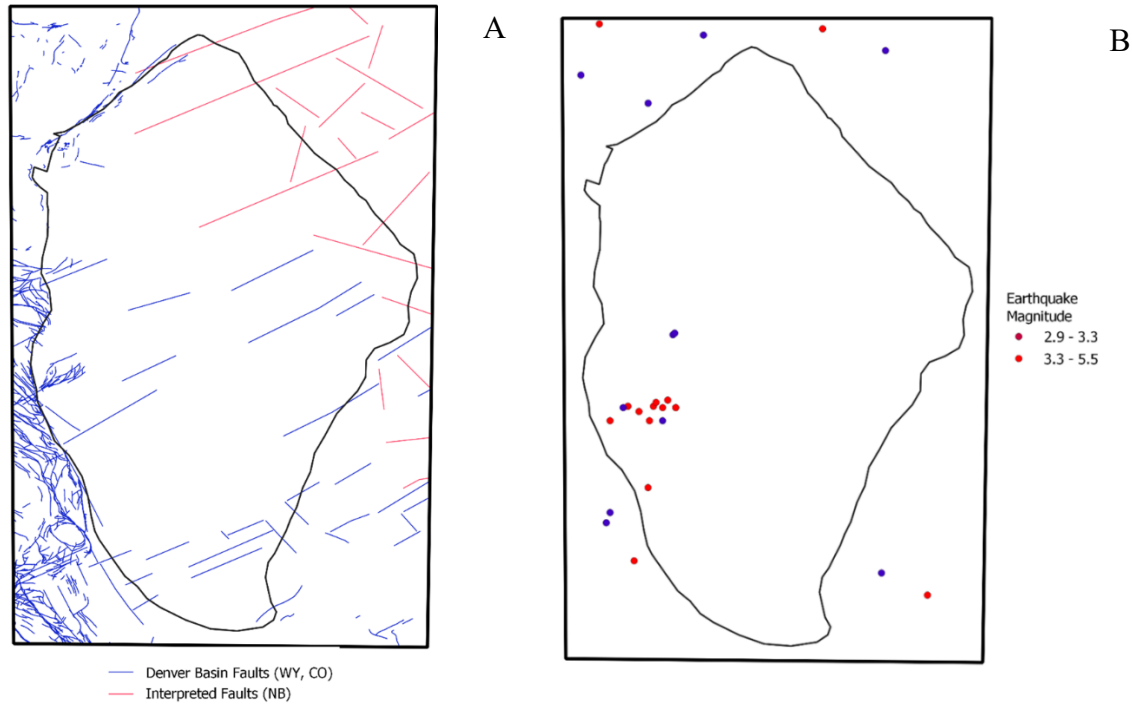 A
B
Earthquake
Magnitude
2.9 - 3.3
3.3 - 5.5
Denver Basin Faults (WY, CO)
Interpreted Faults (NB)